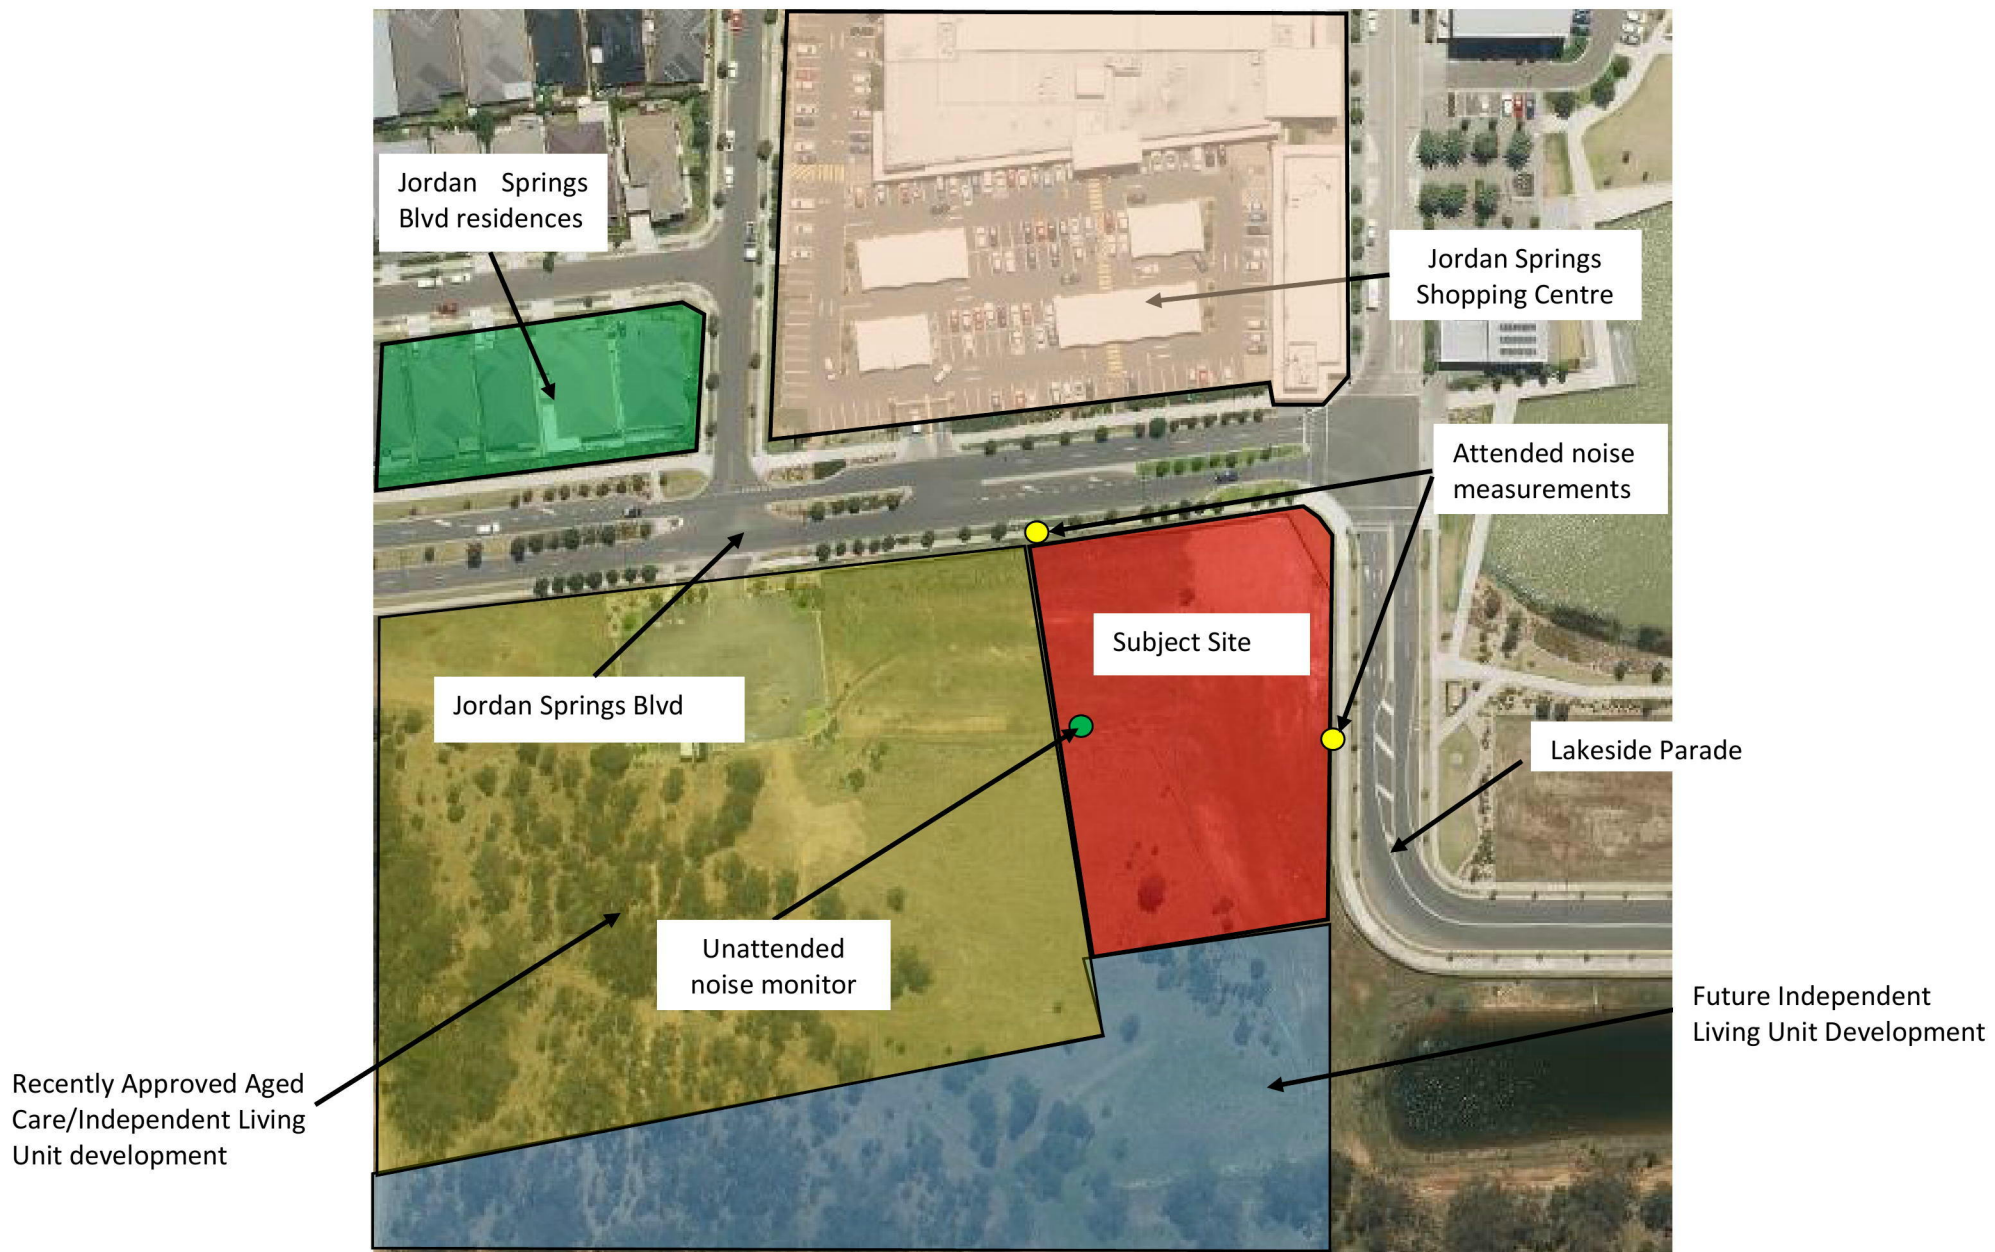 Jordan Springs
Blvd residences
Jordan Springs
Shopping Centre
Attended noise
measurements
Subject Site
Jordan Springs Blvd
Lakeside Parade
Unattended
noise monitor
Future Independent
Living Unit Development
Recently Approved Aged
Care/Independent Living
Unit development